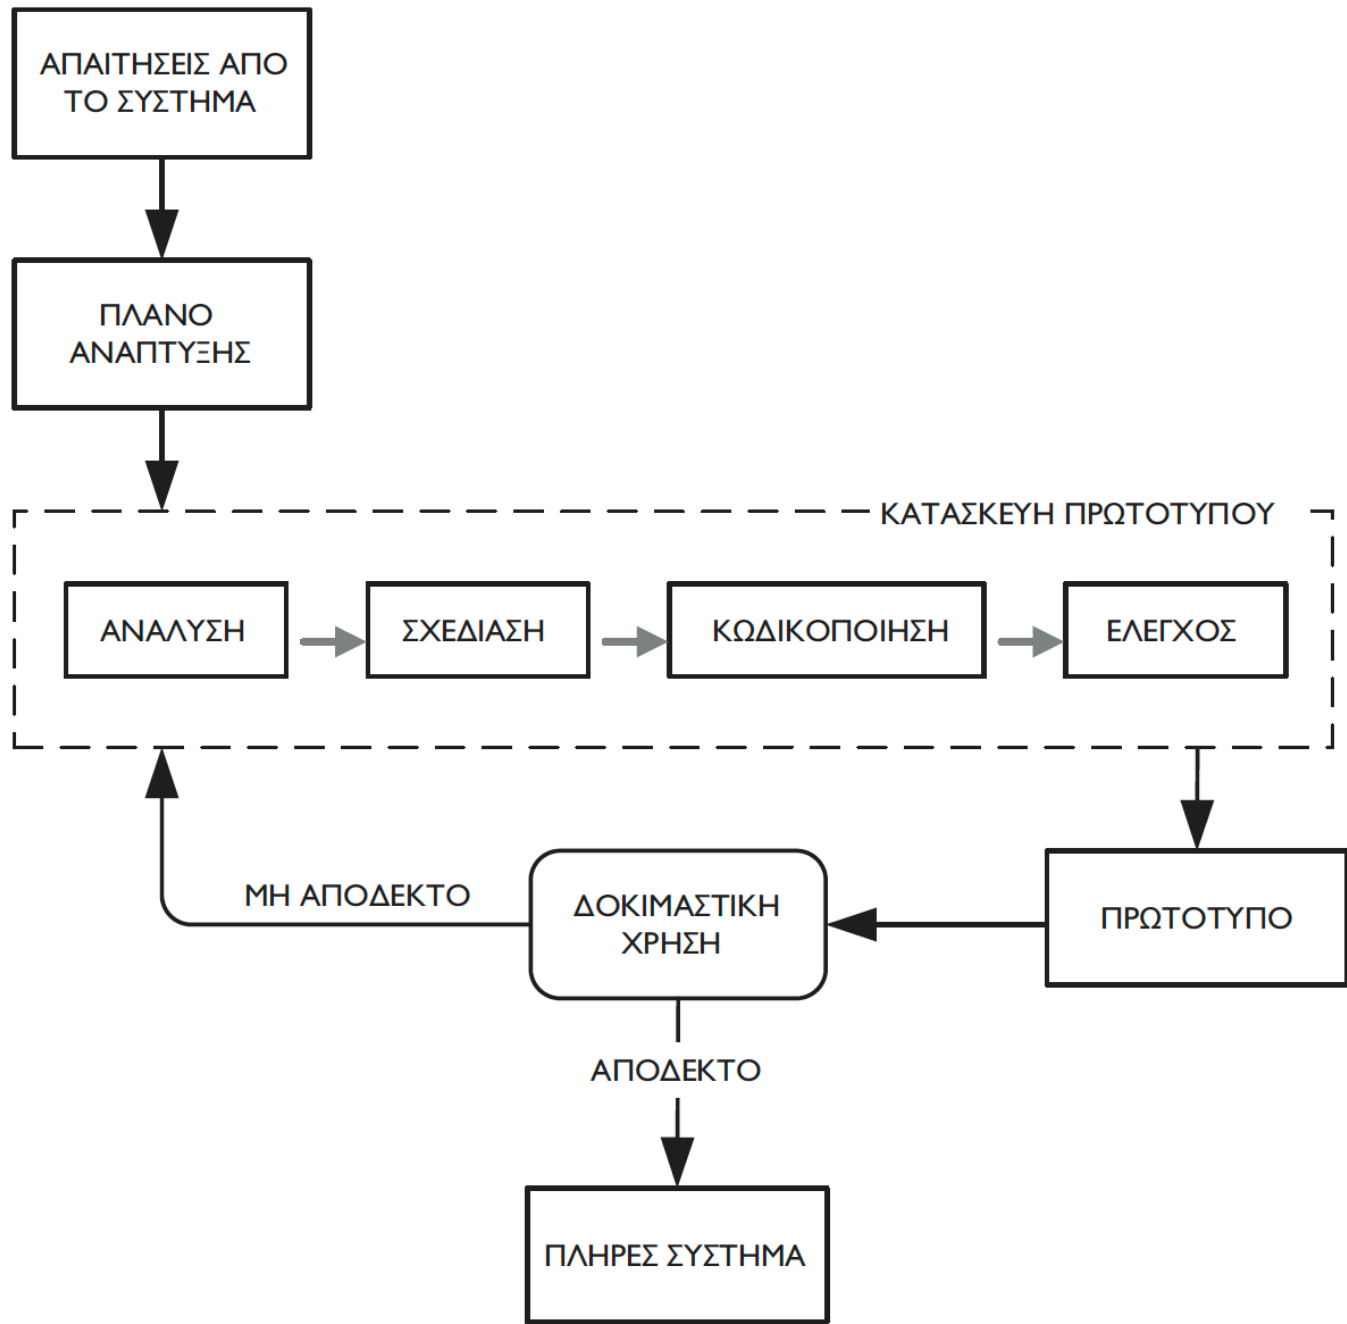 ΑΠΑΙΤΗΣΕΙΣ ΑΠΟ
ΤΟ ΣΥΣΤΗΜΑ
ΠΛΑΝΟ
ΑΝΑΠΤΥΞΗΣ
ΚΑΤΑΣΚΕΥΗ ΠΡΩΤΟΤΥΠΟΥ
ΑΝΑΛΥΣΗ
ΣΧΕΔΙΑΣΗ
ΚΩΔΙΚΟΠΟΙΗΣΗ
ΕΛΕΓΧΟΣ
ΜΗ ΑΠΟΔΕΚΤΟ
ΔΟΚΙΜΑΣΤΙΚΗ
ΧΡΗΣΗ
ΠΡΩΤΟΤΥΠΟ
ΑΠΟΔΕΚΤΟ
ΠΛΗΡΕΣ ΣΥΣΤΗΜΑ